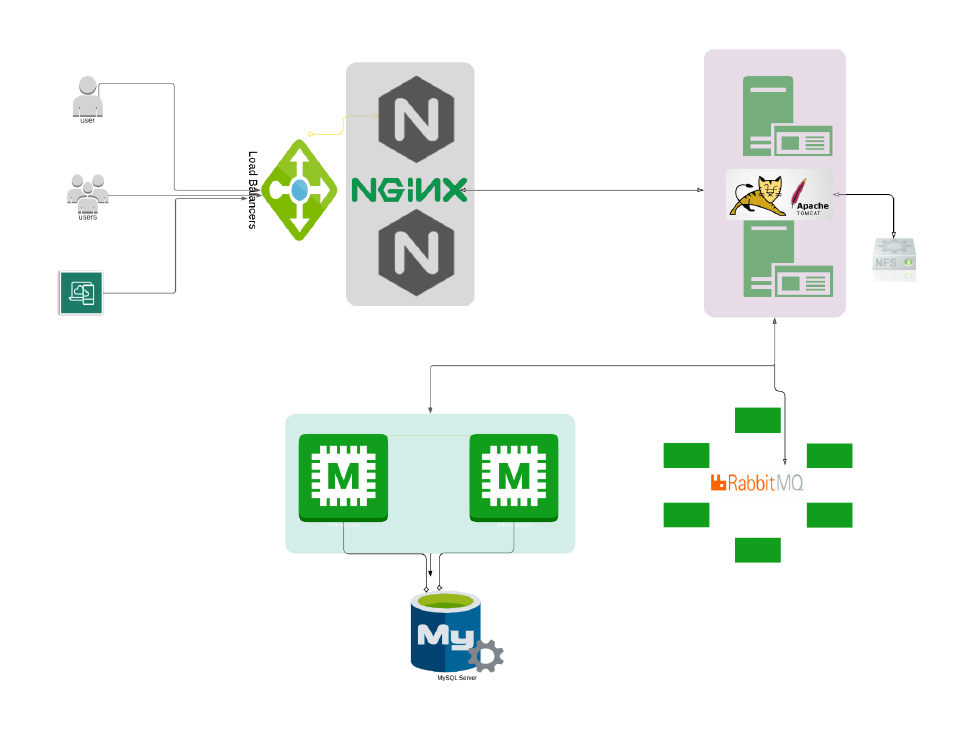 user
users
Load Balancers
N
NGINX
N
Apache
TOMCAT
NFS
M
M
RabbitMQ
My
MySQL Server